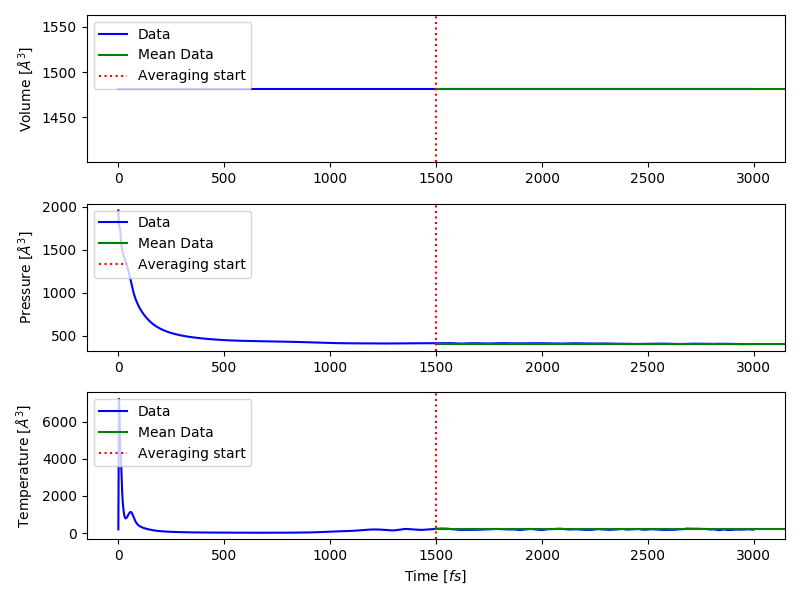 1550
1500
1450
Volume [Å³]
Data
Mean Data
Averaging start
0 500 1000 1500 2000 2500 3000
2000
1500
1000
500
Pressure [Å³]
Data
Mean Data
Averaging start
0 500 1000 1500 2000 2500 3000
6000
4000
2000
0
Temperature [Å³]
Data
Mean Data
Averaging start
0 500 1000 1500 2000 2500 3000
Time [fs]